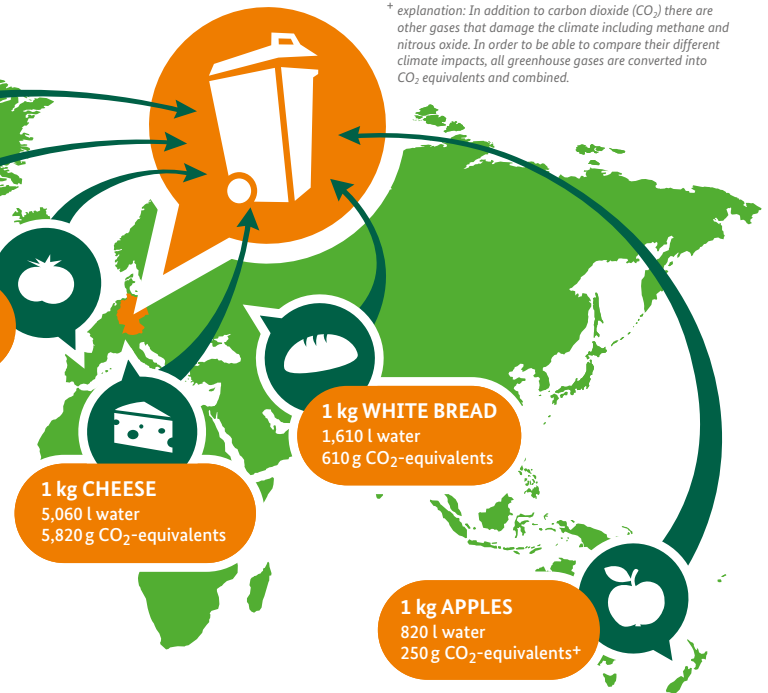 + explanation: In addition to carbon dioxide (CO₂) there are
other gases that damage the climate including methane and
nitrous oxide. In order to be able to compare their different
climate impacts, all greenhouse gases are converted into
CO₂ equivalents and combined.
1 kg WHITE BREAD
1,610 l water
610 g CO₂-equivalents
1 kg CHEESE
5,060 l water
5,820 g CO₂-equivalents
1 kg APPLES
820 l water
250 g CO₂-equivalents+